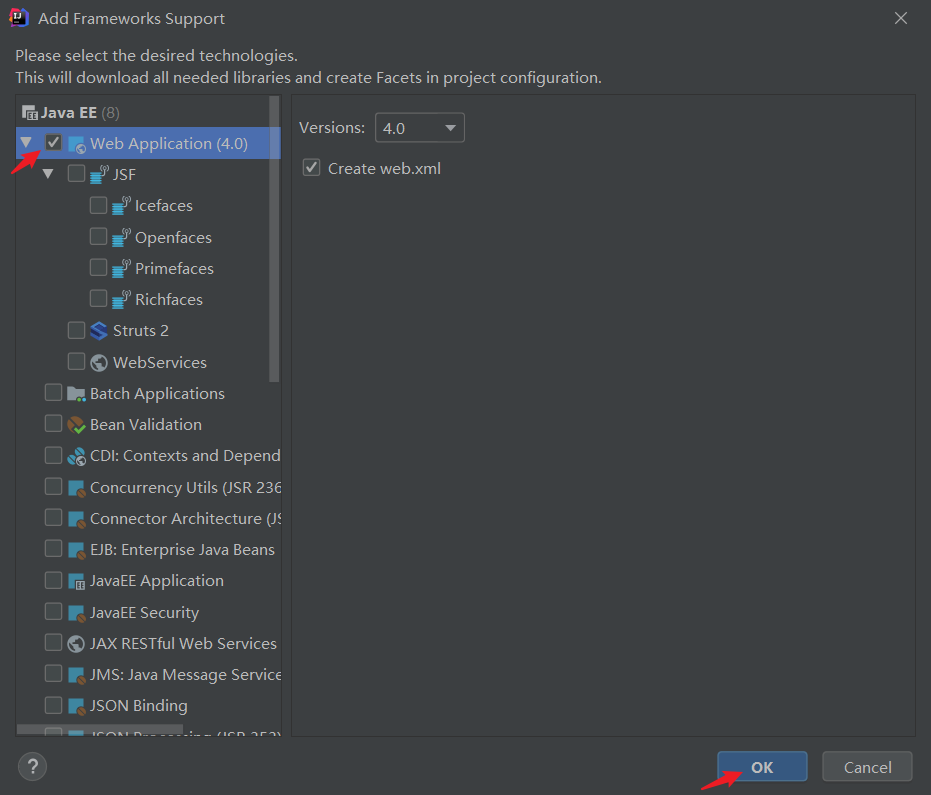 Add Frameworks Support
Please select the desired technologies.
This will download all needed libraries and create Facets in project configuration.
Java EE (8)
Web Application (4.0)
JSF
Icefaces
Openfaces
Primefaces
Richfaces
Struts 2
WebServices
Batch Applications
Bean Validation
CDI: Contexts and Depend
Concurrency Utils (JSR 236
Connector Architecture (JS
EJB: Enterprise Java Beans
JavaEE Application
JavaEE Security
JAX RESTful Web Services
JMS: Java Message Service
JSON Binding
JSON Processing (JSR 353)
Versions: 4.0
Create web.xml
?
OK
Cancel